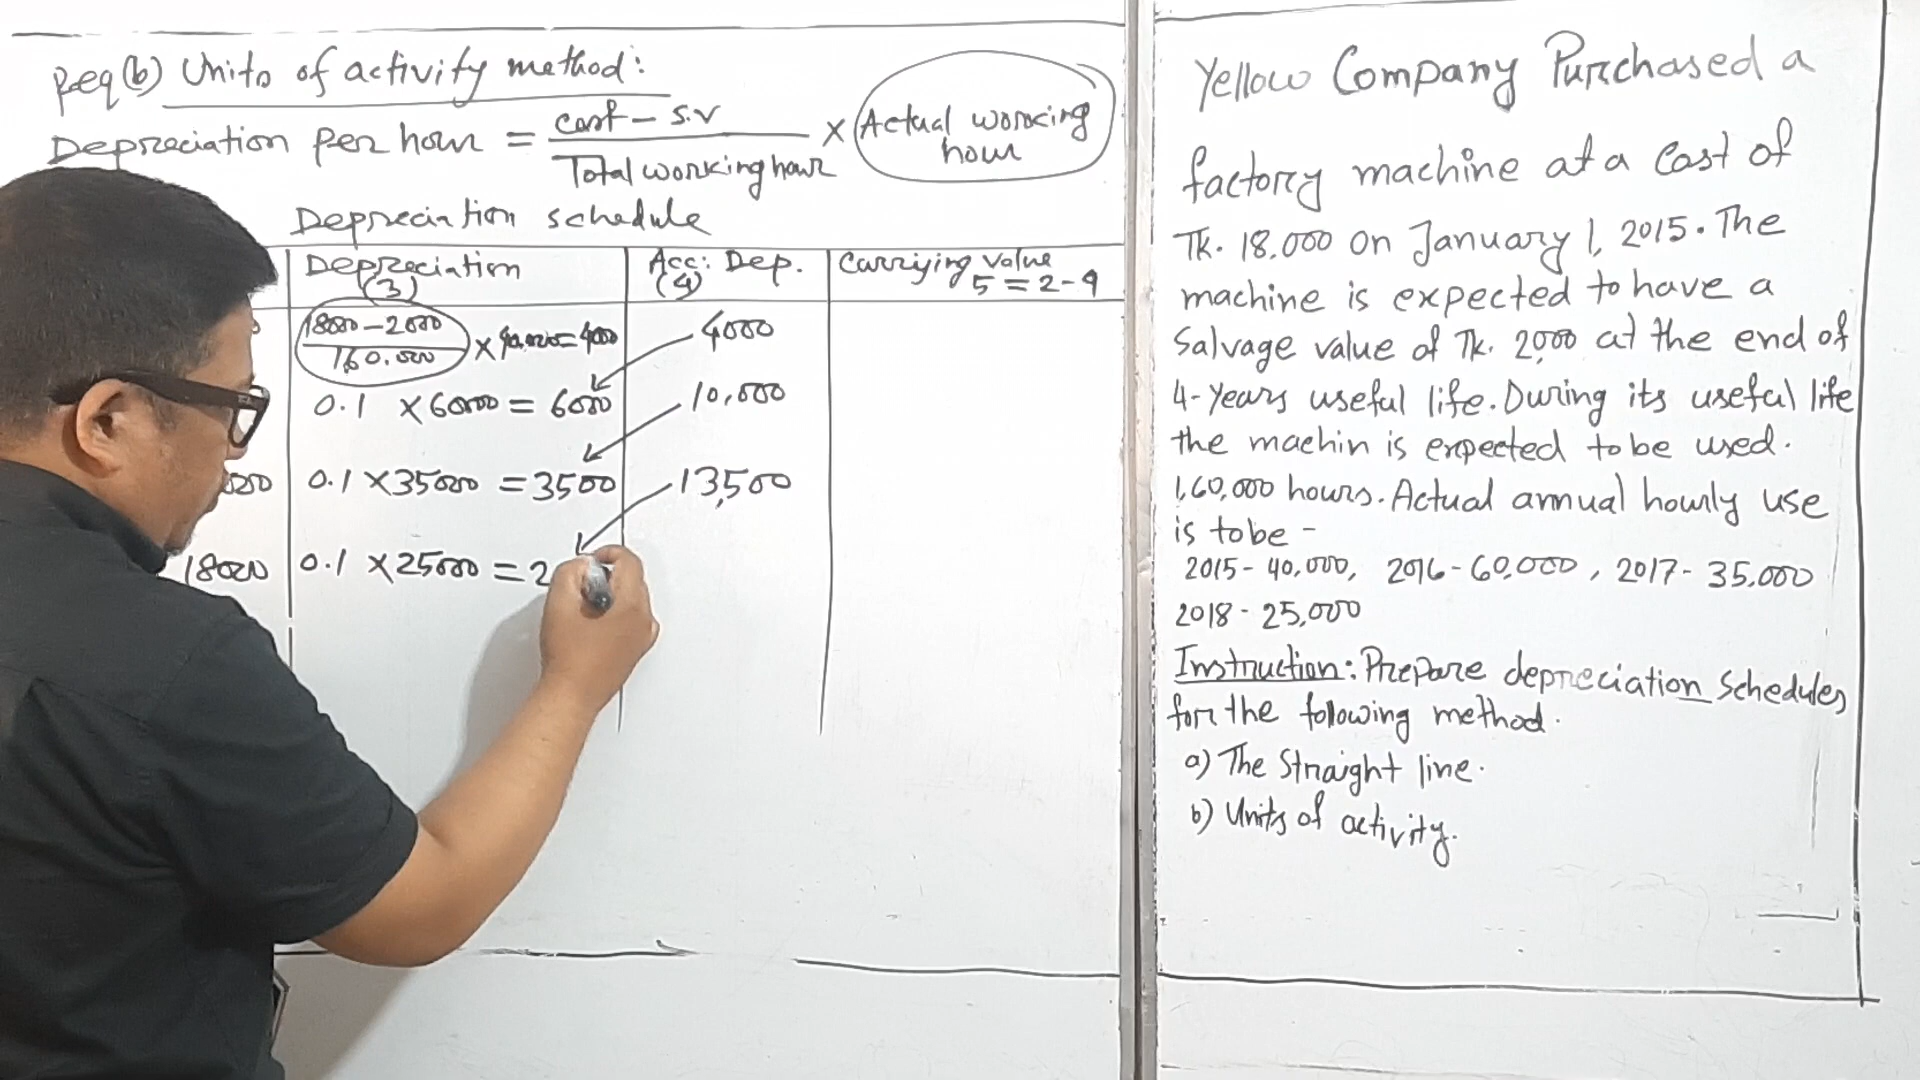 Req (b) Units of activity method:
Depreciation per hour = cost - s.v / Total working hour × Actual working hour
Depreciation schedule
Depreciation (3) Acc: Dep. (4) Carrying value 5 = 2 - 4
18000 - 2000 / 160.000 × 40,000 = 4000 4000
0.1 × 60000 = 6000 10,000
0.1 × 35000 = 3500 13,500
18000 0.1 × 25000 = 2
Yellow Company Purchased a
factory machine at a cost of
Tk. 18,000 on January 1, 2015. The
machine is expected to have a
Salvage value of Tk. 2,000 at the end of
4-Years useful life. During its useful life
the machin is expected to be used.
1,60,000 hours. Actual annual hourly use
is to be -
2015 - 40,000, 2016 - 60,000, 2017 - 35.000
2018 - 25,000
Instruction: Prepare depreciation schedules
for the folowing method.
a) The Straight line.
b) Units of activity.